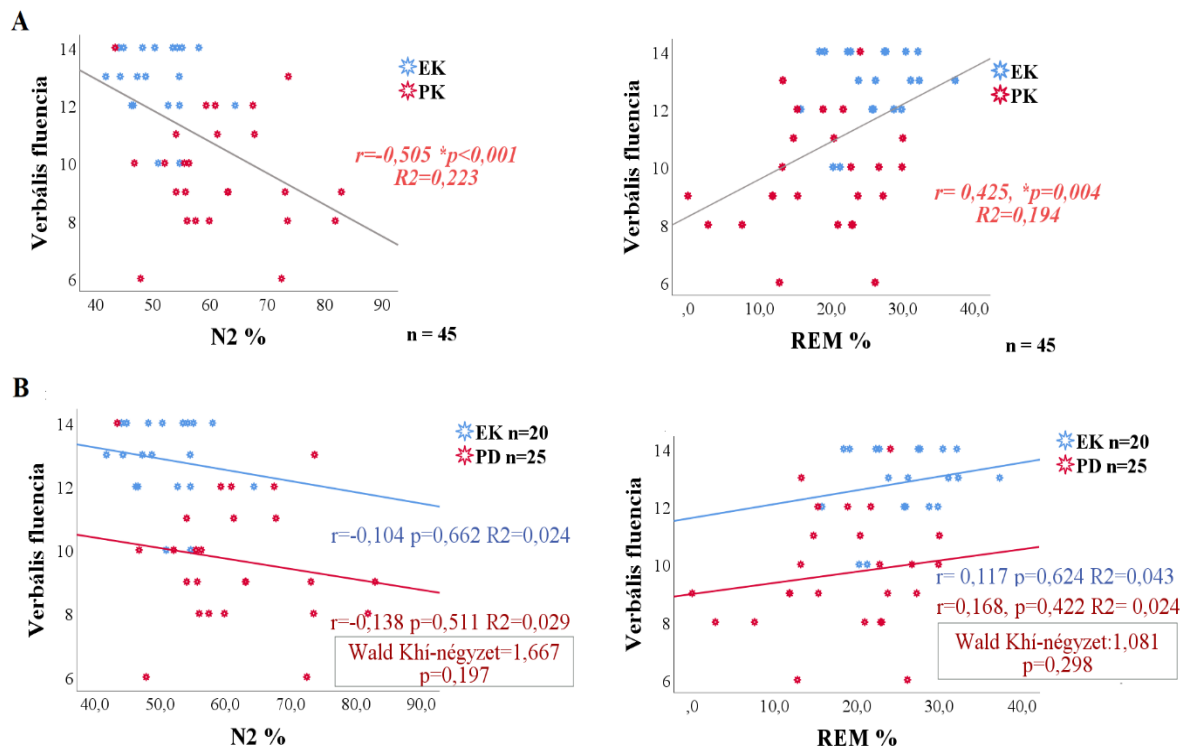 A
Verbális fluencia
14
12
10
8
6
40
50
60
70
80
90
N2 %
n = 45
EK
PK
r=-0,505 *p<0,001
R2=0,223
Verbális fluencia
14
12
10
8
6
,0
10,0
20,0
30,0
40,0
REM %
n = 45
EK
PK
r= 0,425, *p=0,004
R2=0,194
B
Verbális fluencia
14
12
10
8
6
40,0
50,0
60,0
70,0
80,0
90,0
N2 %
EK n=20
PD n=25
r=-0,104 p=0,662 R2=0,024
r=-0,138 p=0,511 R2=0,029
Wald Khí-négyzet=1,667
p=0,197
Verbális fluencia
14
12
10
8
6
,0
10,0
20,0
30,0
40,0
REM %
EK n=20
PD n=25
r= 0,117 p=0,624 R2=0,043
r=0,168, p=0,422 R2= 0,024
Wald Khí-négyzet:1,081
p=0,298